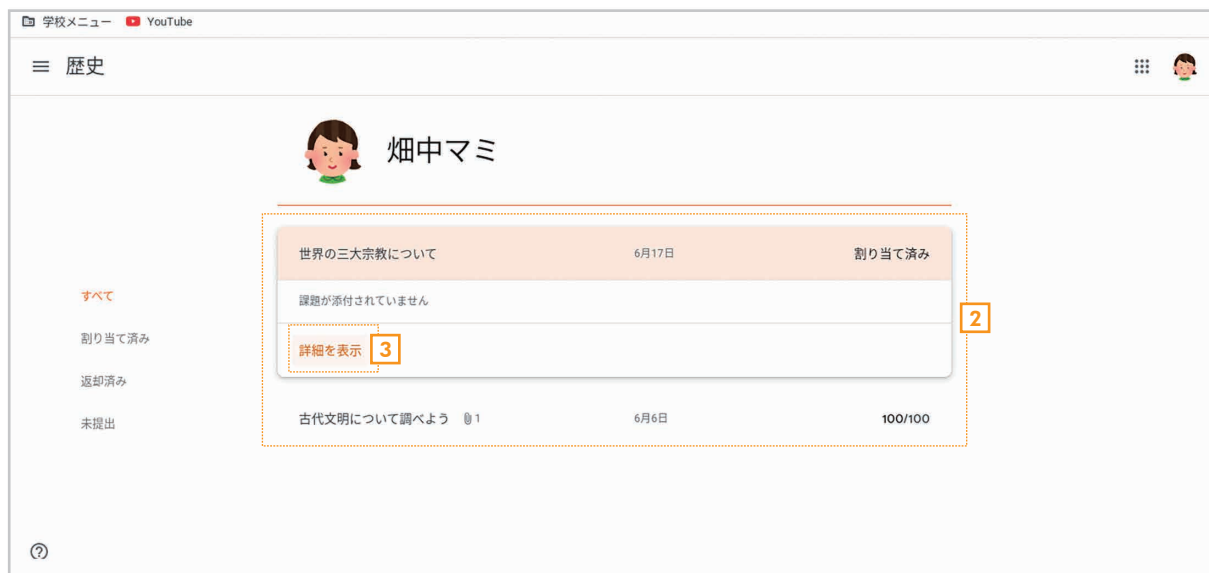 学校メニュー YouTube
歴史
畑中マミ
世界の三大宗教について 6月17日 割り当て済み
すべて
課題が添付されていません
2
割り当て済み
詳細を表示 3
返却済み
古代文明について調べよう 1 6月6日 100/100
未提出